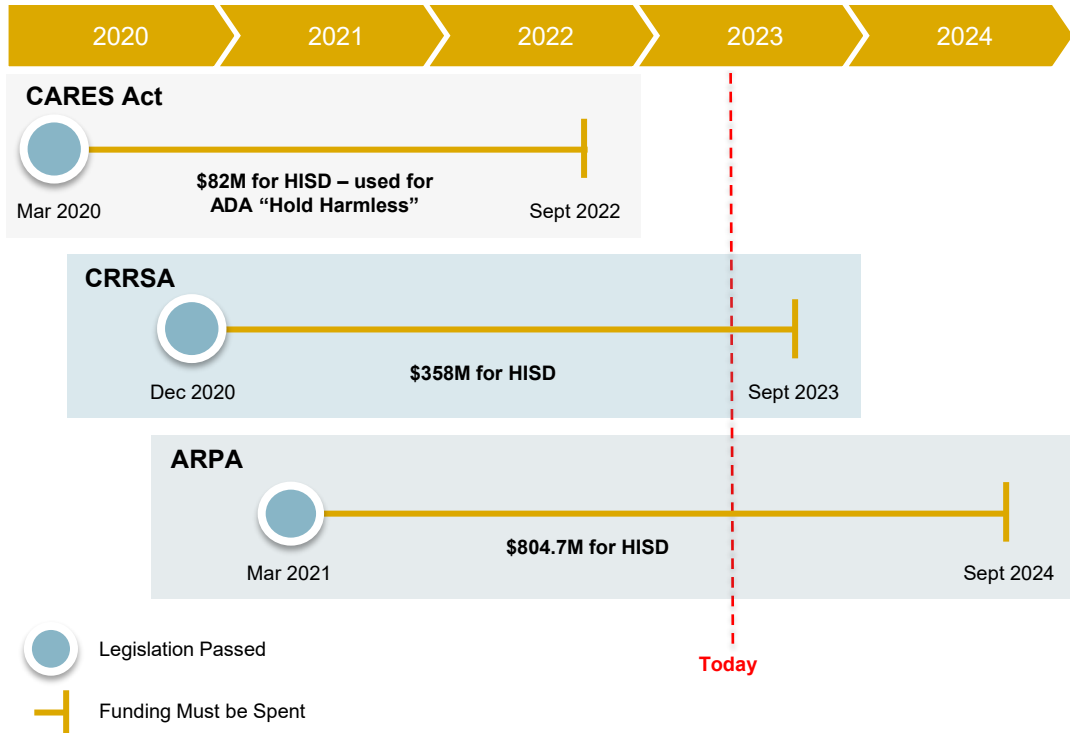 2020 2021 2022 2023 2024
CARES Act
$82M for HISD – used for
ADA “Hold Harmless”
Mar 2020
Sept 2022
CRRSA
$358M for HISD
Dec 2020
Sept 2023
ARPA
$804.7M for HISD
Mar 2021
Sept 2024
Legislation Passed
Today
Funding Must be Spent